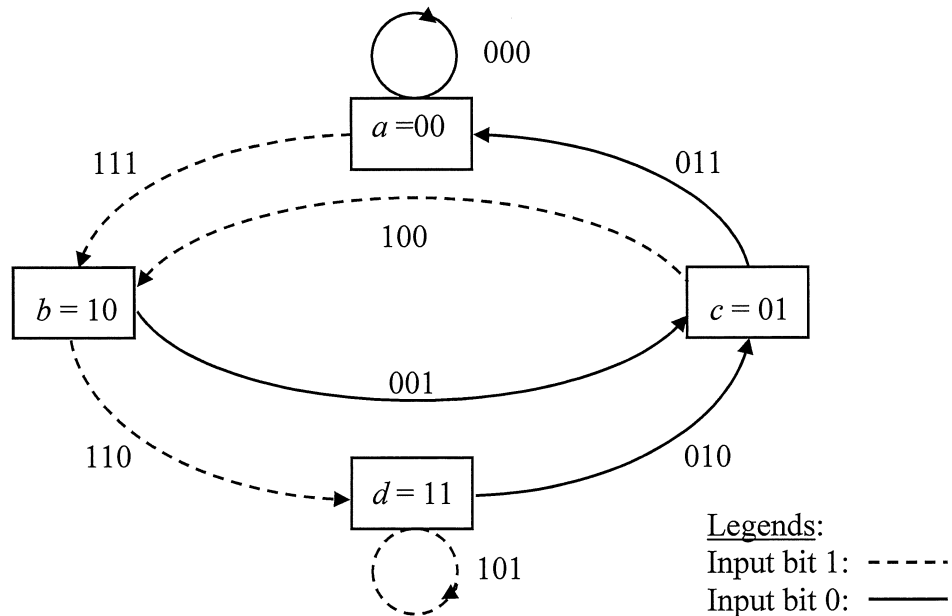 000
a =00
111
011
100
b = 10
c = 01
001
110
010
d = 11
101
Legends:
Input bit 1:
Input bit 0: